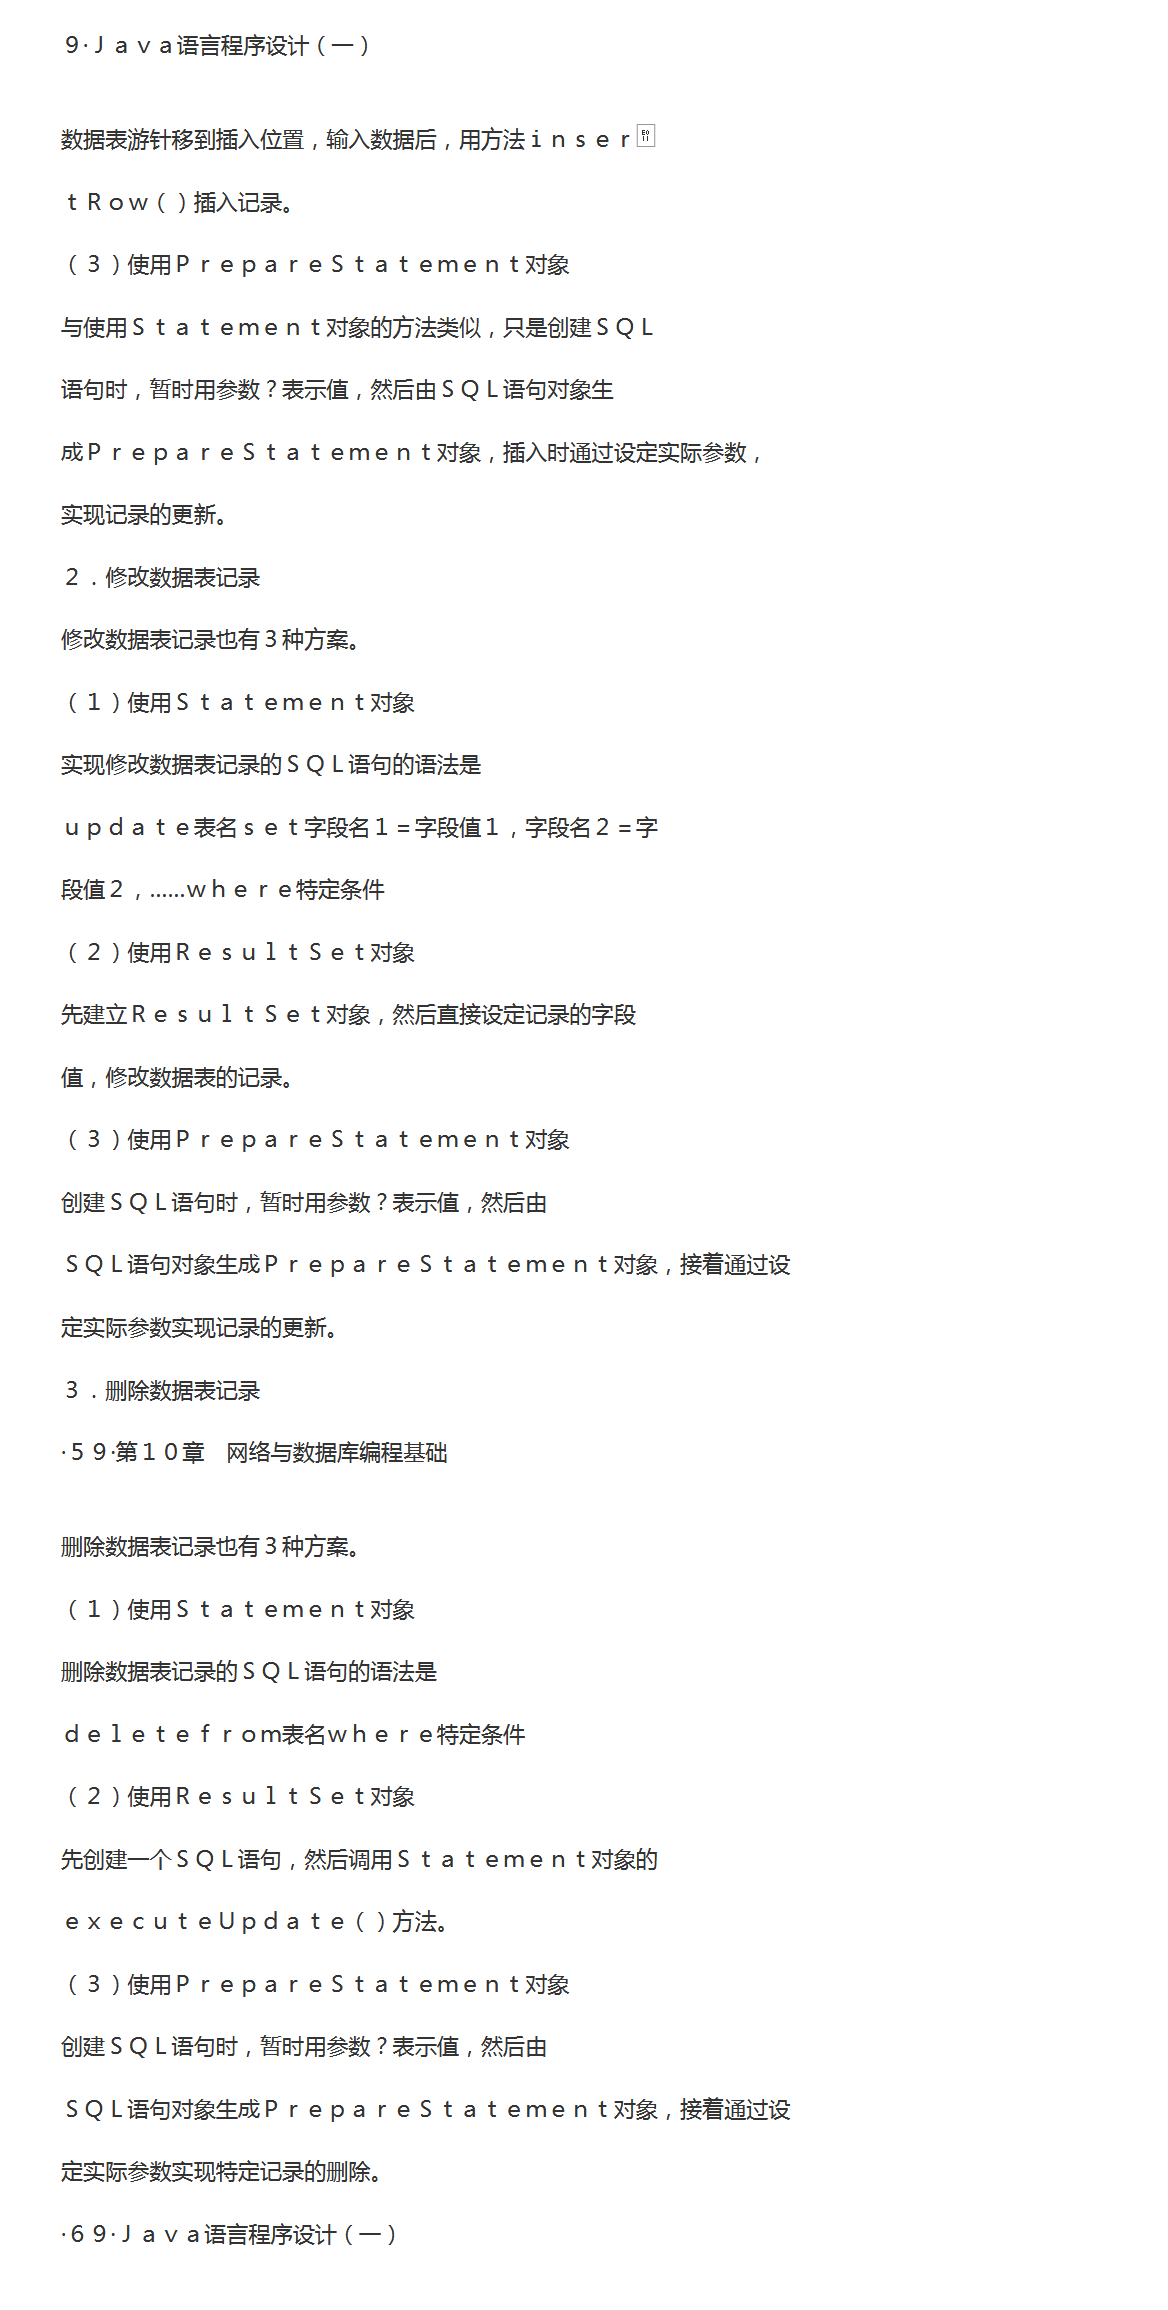 ９·Ｊａｖａ语言程序设计（一）
数据表游针移到插入位置，输入数据后，用方法ｉｎｓｅｒ
ｔＲｏｗ（）插入记录。
（３）使用ＰｒｅｐａｒｅＳｔａｔｅｍｅｎｔ对象
与使用Ｓｔａｔｅｍｅｎｔ对象的方法类似，只是创建ＳＱＬ
语句时，暂时用参数？表示值，然后由ＳＱＬ语句对象生
成ＰｒｅｐａｒｅＳｔａｔｅｍｅｎｔ对象，插入时通过设定实际参数，
实现记录的更新。
２．修改数据表记录
修改数据表记录也有３种方案。
（１）使用Ｓｔａｔｅｍｅｎｔ对象
实现修改数据表记录的ＳＱＬ语句的语法是
ｕｐｄａｔｅ表名ｓｅｔ字段名１＝字段值１，字段名２＝字
段值２，……ｗｈｅｒｅ特定条件
（２）使用ＲｅｓｕｌｔＳｅｔ对象
先建立ＲｅｓｕｌｔＳｅｔ对象，然后直接设定记录的字段
值，修改数据表的记录。
（３）使用ＰｒｅｐａｒｅＳｔａｔｅｍｅｎｔ对象
创建ＳＱＬ语句时，暂时用参数？表示值，然后由
ＳＱＬ语句对象生成ＰｒｅｐａｒｅＳｔａｔｅｍｅｎｔ对象，接着通过设
定实际参数实现记录的更新。
３．删除数据表记录
·５９·第１０章　网络与数据库编程基础
删除数据表记录也有３种方案。
（１）使用Ｓｔａｔｅｍｅｎｔ对象
删除数据表记录的ＳＱＬ语句的语法是
ｄｅｌｅｔｅｆｒｏｍ表名ｗｈｅｒｅ特定条件
（２）使用ＲｅｓｕｌｔＳｅｔ对象
先创建一个ＳＱＬ语句，然后调用Ｓｔａｔｅｍｅｎｔ对象的
ｅｘｅｃｕｔｅＵｐｄａｔｅ（）方法。
（３）使用ＰｒｅｐａｒｅＳｔａｔｅｍｅｎｔ对象
创建ＳＱＬ语句时，暂时用参数？表示值，然后由
ＳＱＬ语句对象生成ＰｒｅｐａｒｅＳｔａｔｅｍｅｎｔ对象，接着通过设
定实际参数实现特定记录的删除。
·６９·Ｊａｖａ语言程序设计（一）